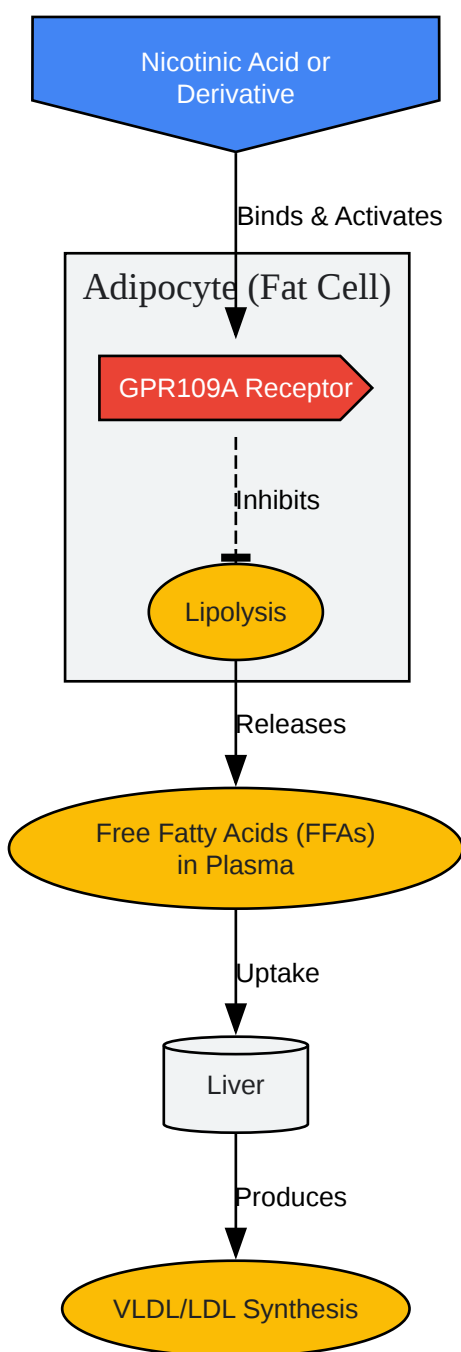 Nicotinic Acid or
Derivative
Binds & Activates
Adipocyte (Fat Cell)
GPR109A Receptor
Inhibits
Lipolysis
Releases
Free Fatty Acids (FFAs)
in Plasma
Uptake
Liver
Produces
VLDL/LDL Synthesis